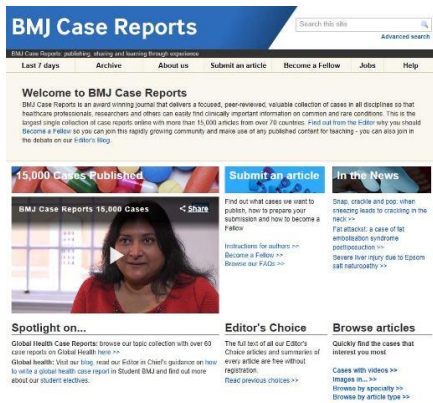 BMJ Case Reports
Search this site
Advanced search
BMJ Case Reports: publishing, sharing and learning through experience
Last 7 days Archive About us Submit an article Become a Fellow Jobs Help
Welcome to BMJ Case Reports
BMJ Case Reports is an award winning journal that delivers a focused, peer-reviewed, valuable collection of cases in all disciplines so that
healthcare professionals, researchers and others can easily find clinically important information on common and rare conditions. This is the
largest single collection of case reports online with more than 15,000 articles from over 70 countries. Find out from the Editor why you should
Become a Fellow so you can join this rapidly growing community and make use of any published content for teaching - you can also join in
the debate on our Editor's Blog.
15,000 Cases Published
BMJ Case Reports 15,000 Cases
Share
Submit an article
Find out what cases we want to
publish, how to prepare your
submission and how to become a
Fellow
Instructions for authors >>
Become a Fellow >>
Browse our FAQs >>
In the News
Snap, crackle and pop: when
sneezing leads to crackling in the
neck >>
Fat attack!: a case of fat
embolisation syndrome
postliposuction >>
Severe liver injury due to Epsom
salt naturopathy >>
Spotlight on...
Global Health Case Reports: browse our topic collection with over 60
case reports on Global Health here >>
Global health: Visit our blog, read our Editor in Chief's guidance on how
to write a global health case report in Student BMJ and find out more
about our student electives.
Editor's Choice
The full text of all our Editor's
Choice articles and summaries of
every article are free without
registration.
Read previous choices >>
Browse articles
Quickly find the cases that
interest you most
Cases with videos >>
Images in... >>
Browse by specialty >>
Browse by article type >>